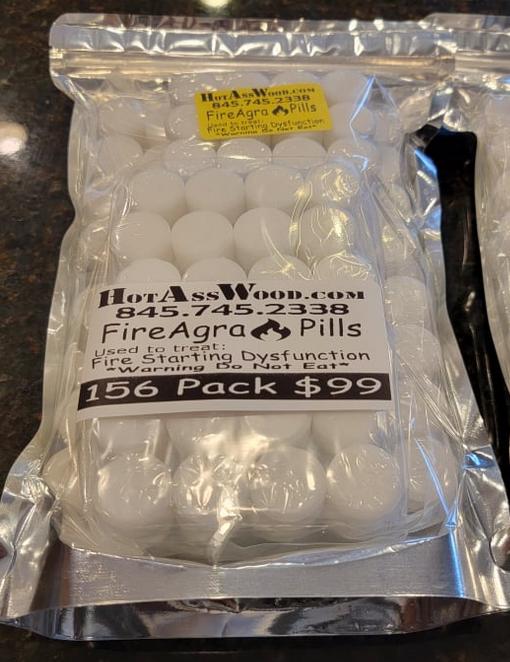 HotAssWood.com
845.745.2338
FireAgra Pills
Used to treat:
Fire Starting Dysfunction
~Warning Do Not Eat~
HotAssWood.com
845.745.2338
FireAgra Pills
Used to treat:
Fire Starting Dysfunction
~Warning Do Not Eat~
156 Pack $99